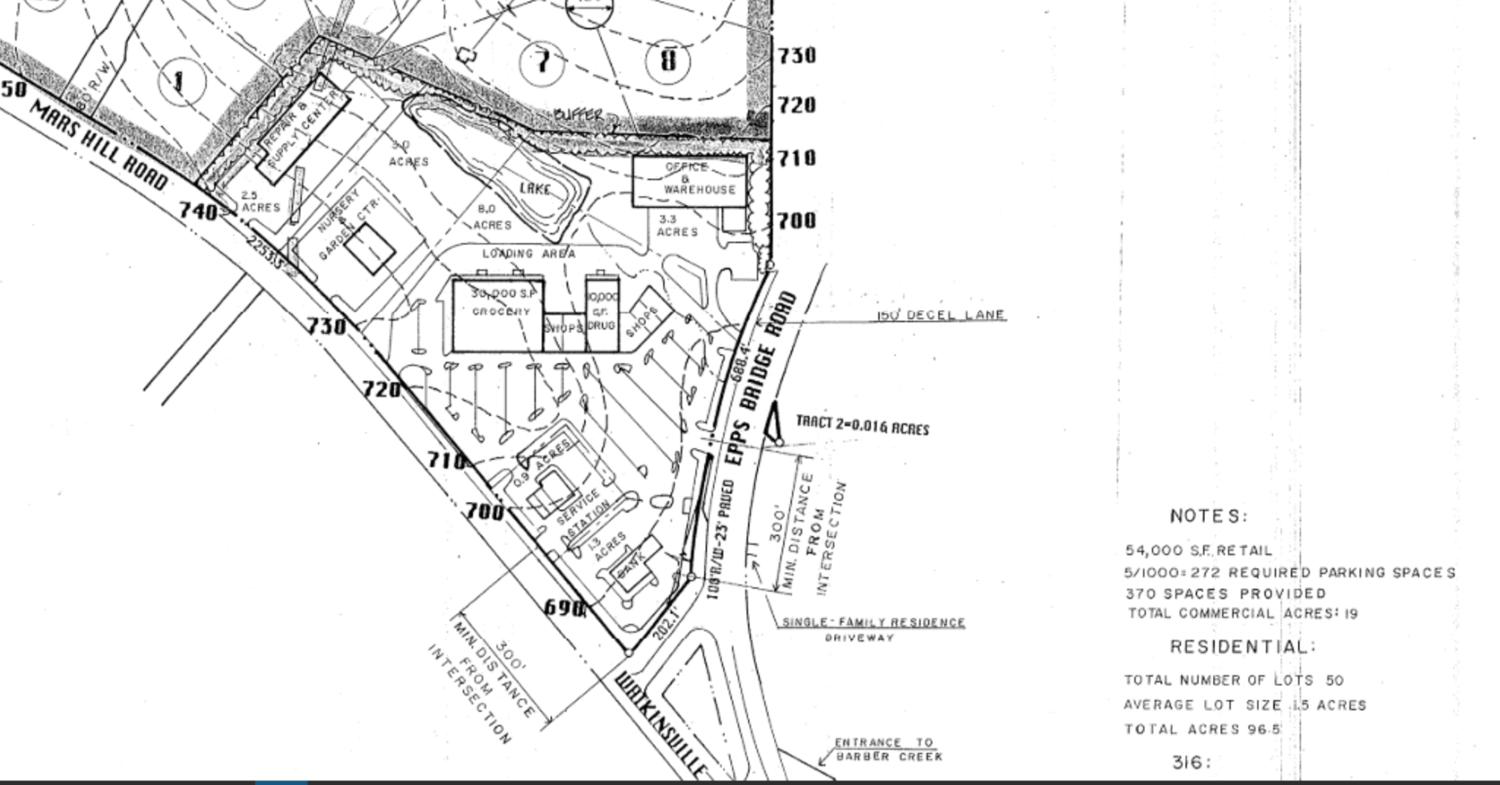 1
7
8
730
720
710
700
50
MARS HILL ROAD
80' R/W
REPAIR &
SUPPLY CENTER
BUFFER
5.0
ACRES
LAKE
8.0
ACRES
OFFICE
&
WAREHOUSE
3.3
ACRES
2.5
ACRES
740
2253.5'
NURSERY
&
GARDEN CTR.
LOADING AREA
30,000 S.F.
GROCERY
SHOPS
10,000
S.F.
DRUG
SHOPS
150' DECEL LANE
730
720
710
700
690
688.4'
EPPS BRIDGE ROAD
TRACT 2=0.016 ACRES
0.9 ACRES
SERVICE
STATION
1.3
ACRES
BANK
100' R/W-23' PAVED
300'
MIN. DISTANCE
FROM
INTERSECTION
202.1'
SINGLE-FAMILY RESIDENCE
DRIVEWAY
300'
MIN. DISTANCE
FROM
INTERSECTION
WATKINSVILLE
ENTRANCE TO
BARBER CREEK
NOTES:
54,000 S.F. RETAIL
5/1000=272 REQUIRED PARKING SPACES
370 SPACES PROVIDED
TOTAL COMMERCIAL ACRES: 19
RESIDENTIAL:
TOTAL NUMBER OF LOTS 50
AVERAGE LOT SIZE 1.5 ACRES
TOTAL ACRES 96.5
316: